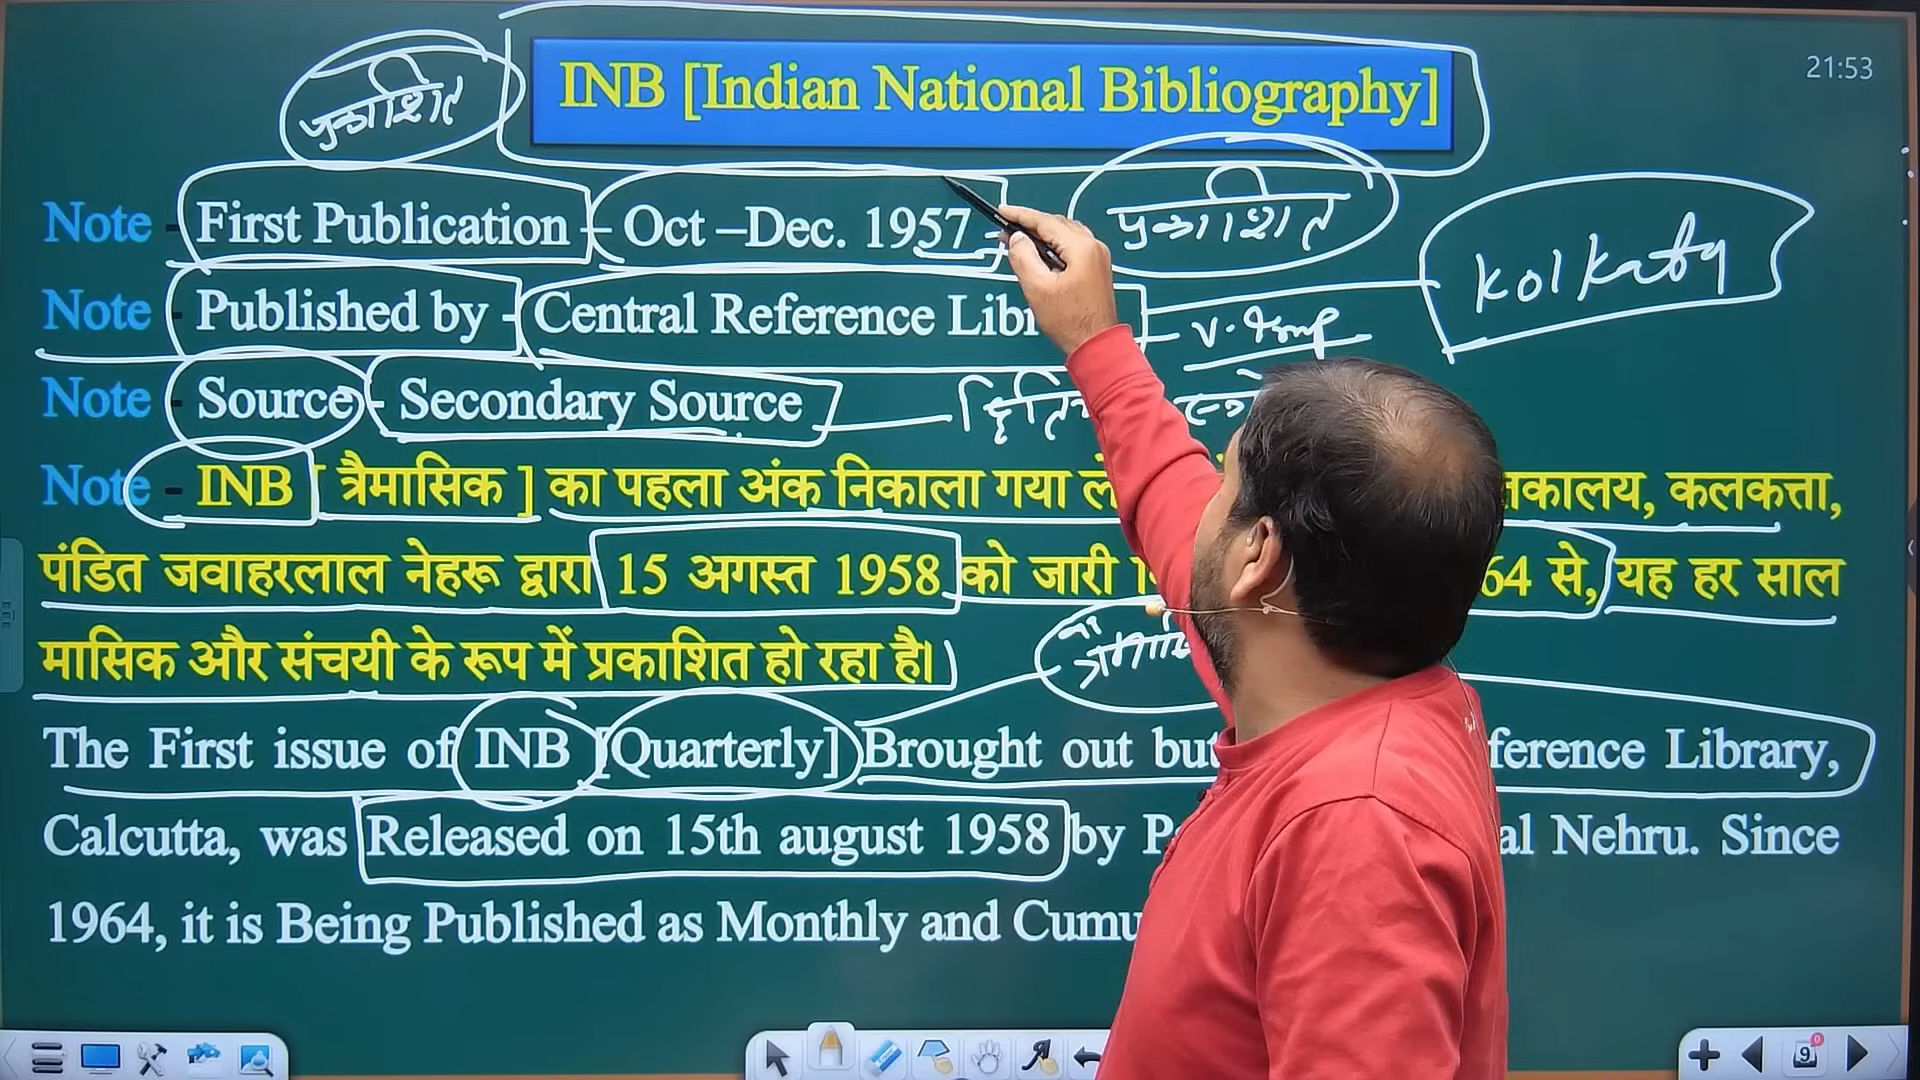 INB [Indian National Bibliography]
21:53
प्रकाशित
Note - First Publication - Oct –Dec. 1957 - प्रकाशित
Kolkata
Note - Published by - Central Reference Libr
V. Imp
Note - Source - Secondary Source
Note - INB [ त्रैमासिक ] का पहला अंक निकाला गया कलकत्ता,
पंडित जवाहरलाल नेहरू द्वारा 15 अगस्त 1958 को जारी 64 से, यह हर साल
मासिक और संचयी के रूप में प्रकाशित हो रहा है।
The First issue of INB [Quarterly] Brought out but ference Library,
Calcutta, was Released on 15th august 1958 by al Nehru. Since
1964, it is Being Published as Monthly and Cumu
9